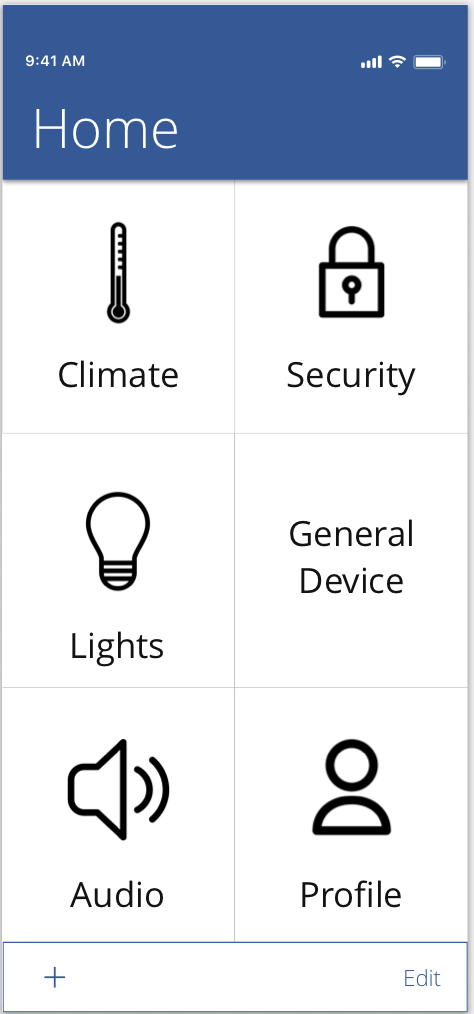 9:41 AM
Home
Climate
Security
Lights
General
Device
Audio
Profile
+
Edit